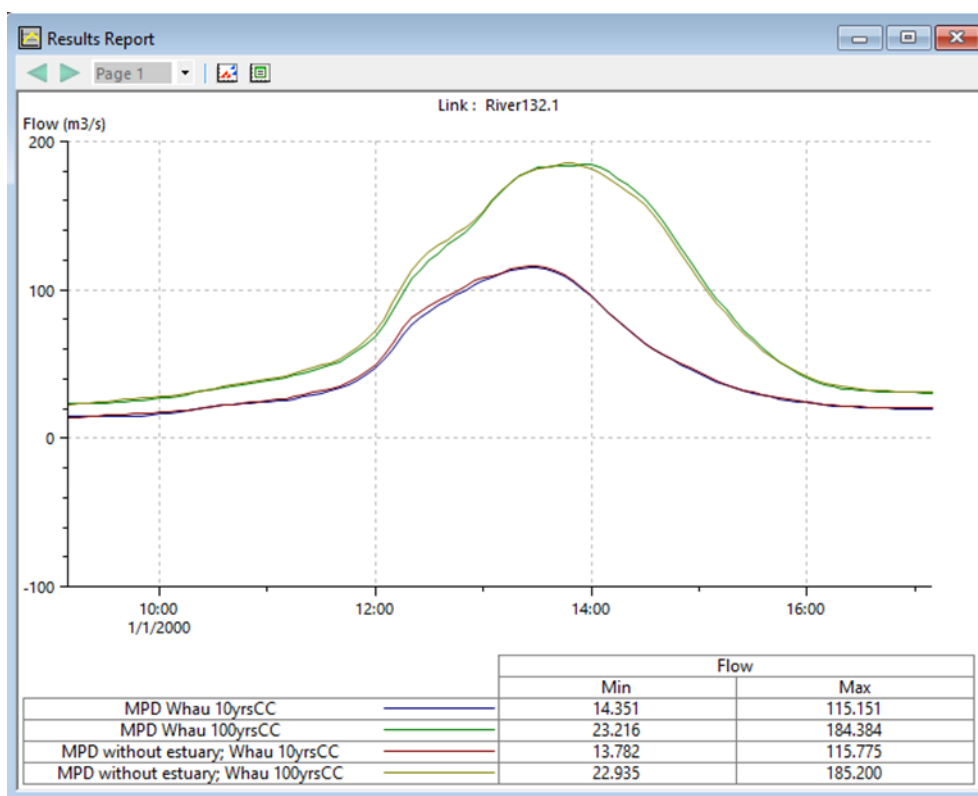 Results Report
Page 1
Link : River132.1
Flow (m3/s)
200
100
0
-100
10:00 12:00 14:00 16:00
1/1/2000
Flow
Min Max
MPD Whau 10yrsCC 14.351 115.151
MPD Whau 100yrsCC 23.216 184.384
MPD without estuary; Whau 10yrsCC 13.782 115.775
MPD without estuary; Whau 100yrsCC 22.935 185.200